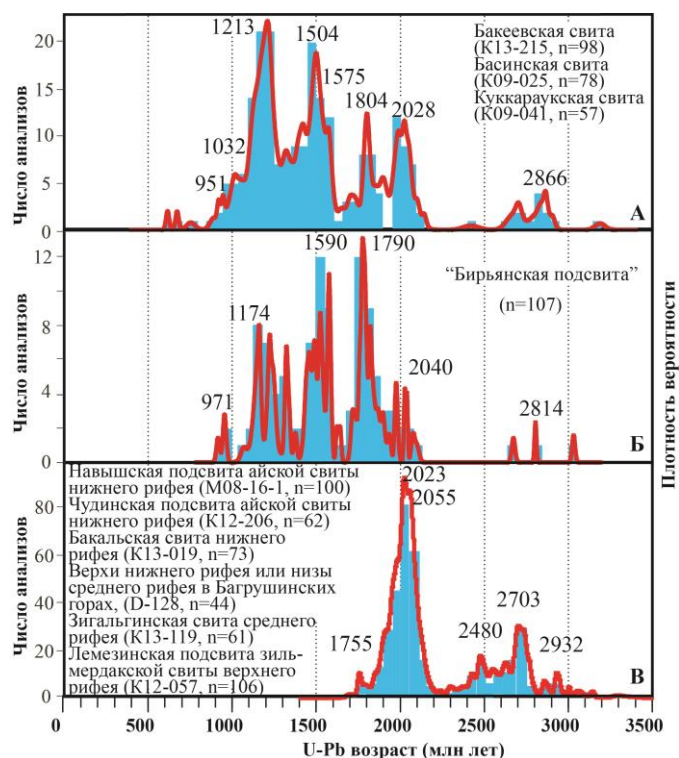 Число анализов
20
15
10
5
0
1213
1504
1575
1804
2028
1032
951
2866
Бакеевская свита
(К13-215, n=98)
Басинская свита
(К09-025, n=78)
Куккараукская свита
(К09-041, n=57)
А
Число анализов
12
8
4
0
1590
1790
1174
971
2040
2814
“Бирьянская подсвита”
(n=107)
Б
Плотность вероятности
Число анализов
80
60
40
20
0
Навышская подсвита айской свиты
нижнего рифея (М08-16-1, n=100)
Чудинская подсвита айской свиты
нижнего рифея (К12-206, n=62)
Бакальская свита нижнего
рифея (К13-019, n=73)
Верхи нижнего рифея или низы
среднего рифея в Багрушинских
горах, (D-128, n=44)
Зигальгинская свита среднего
рифея (К13-119, n=61)
Лемезинская подсвита зиль-
мердакской свиты верхнего
рифея (К12-057, n=106)
2023
2055
1755
2480
2703
2932
В
0 500 1000 1500 2000 2500 3000 3500
U-Pb возраст (млн лет)